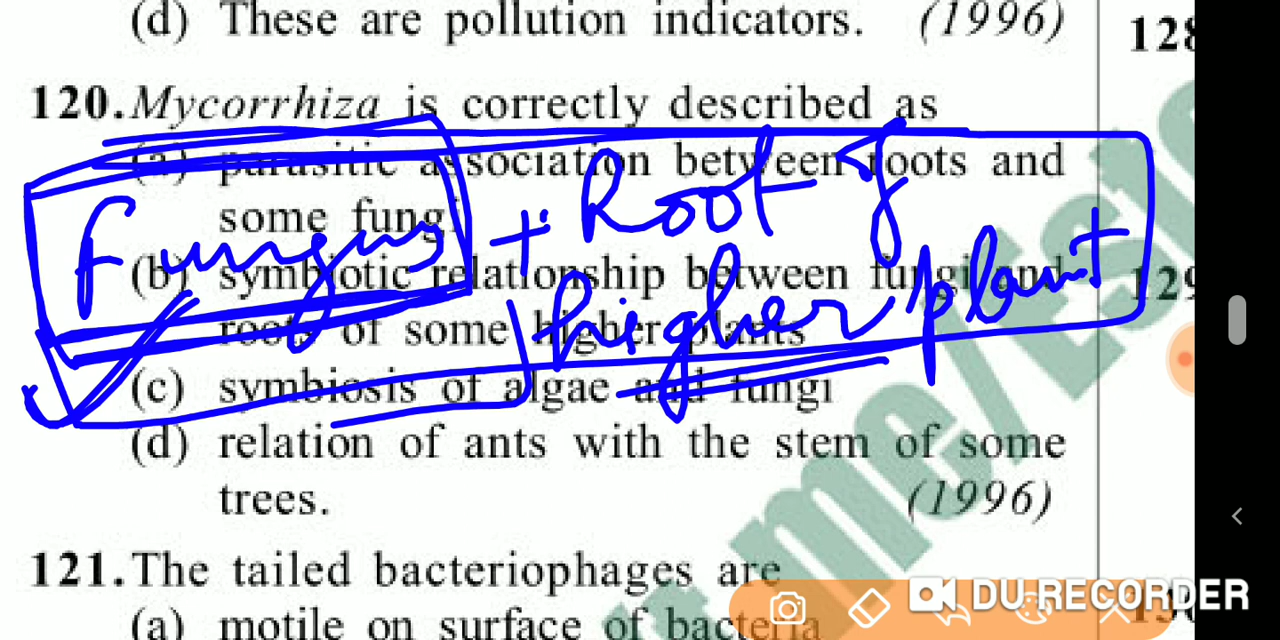 (d) These are pollution indicators. (1996)
128
120. Mycorrhiza is correctly described as
(a) parasitic association between roots and
some fungi
Fungus + Root of
higher plant
(b) symbiotic relationship between fungi and
129
roots of some higher plants
(c) symbiosis of algae and fungi
(d) relation of ants with the stem of some
trees. (1996)
me/Est
121. The tailed bacteriophages are
(a) motile on surface of bacteria
DU RECORDER